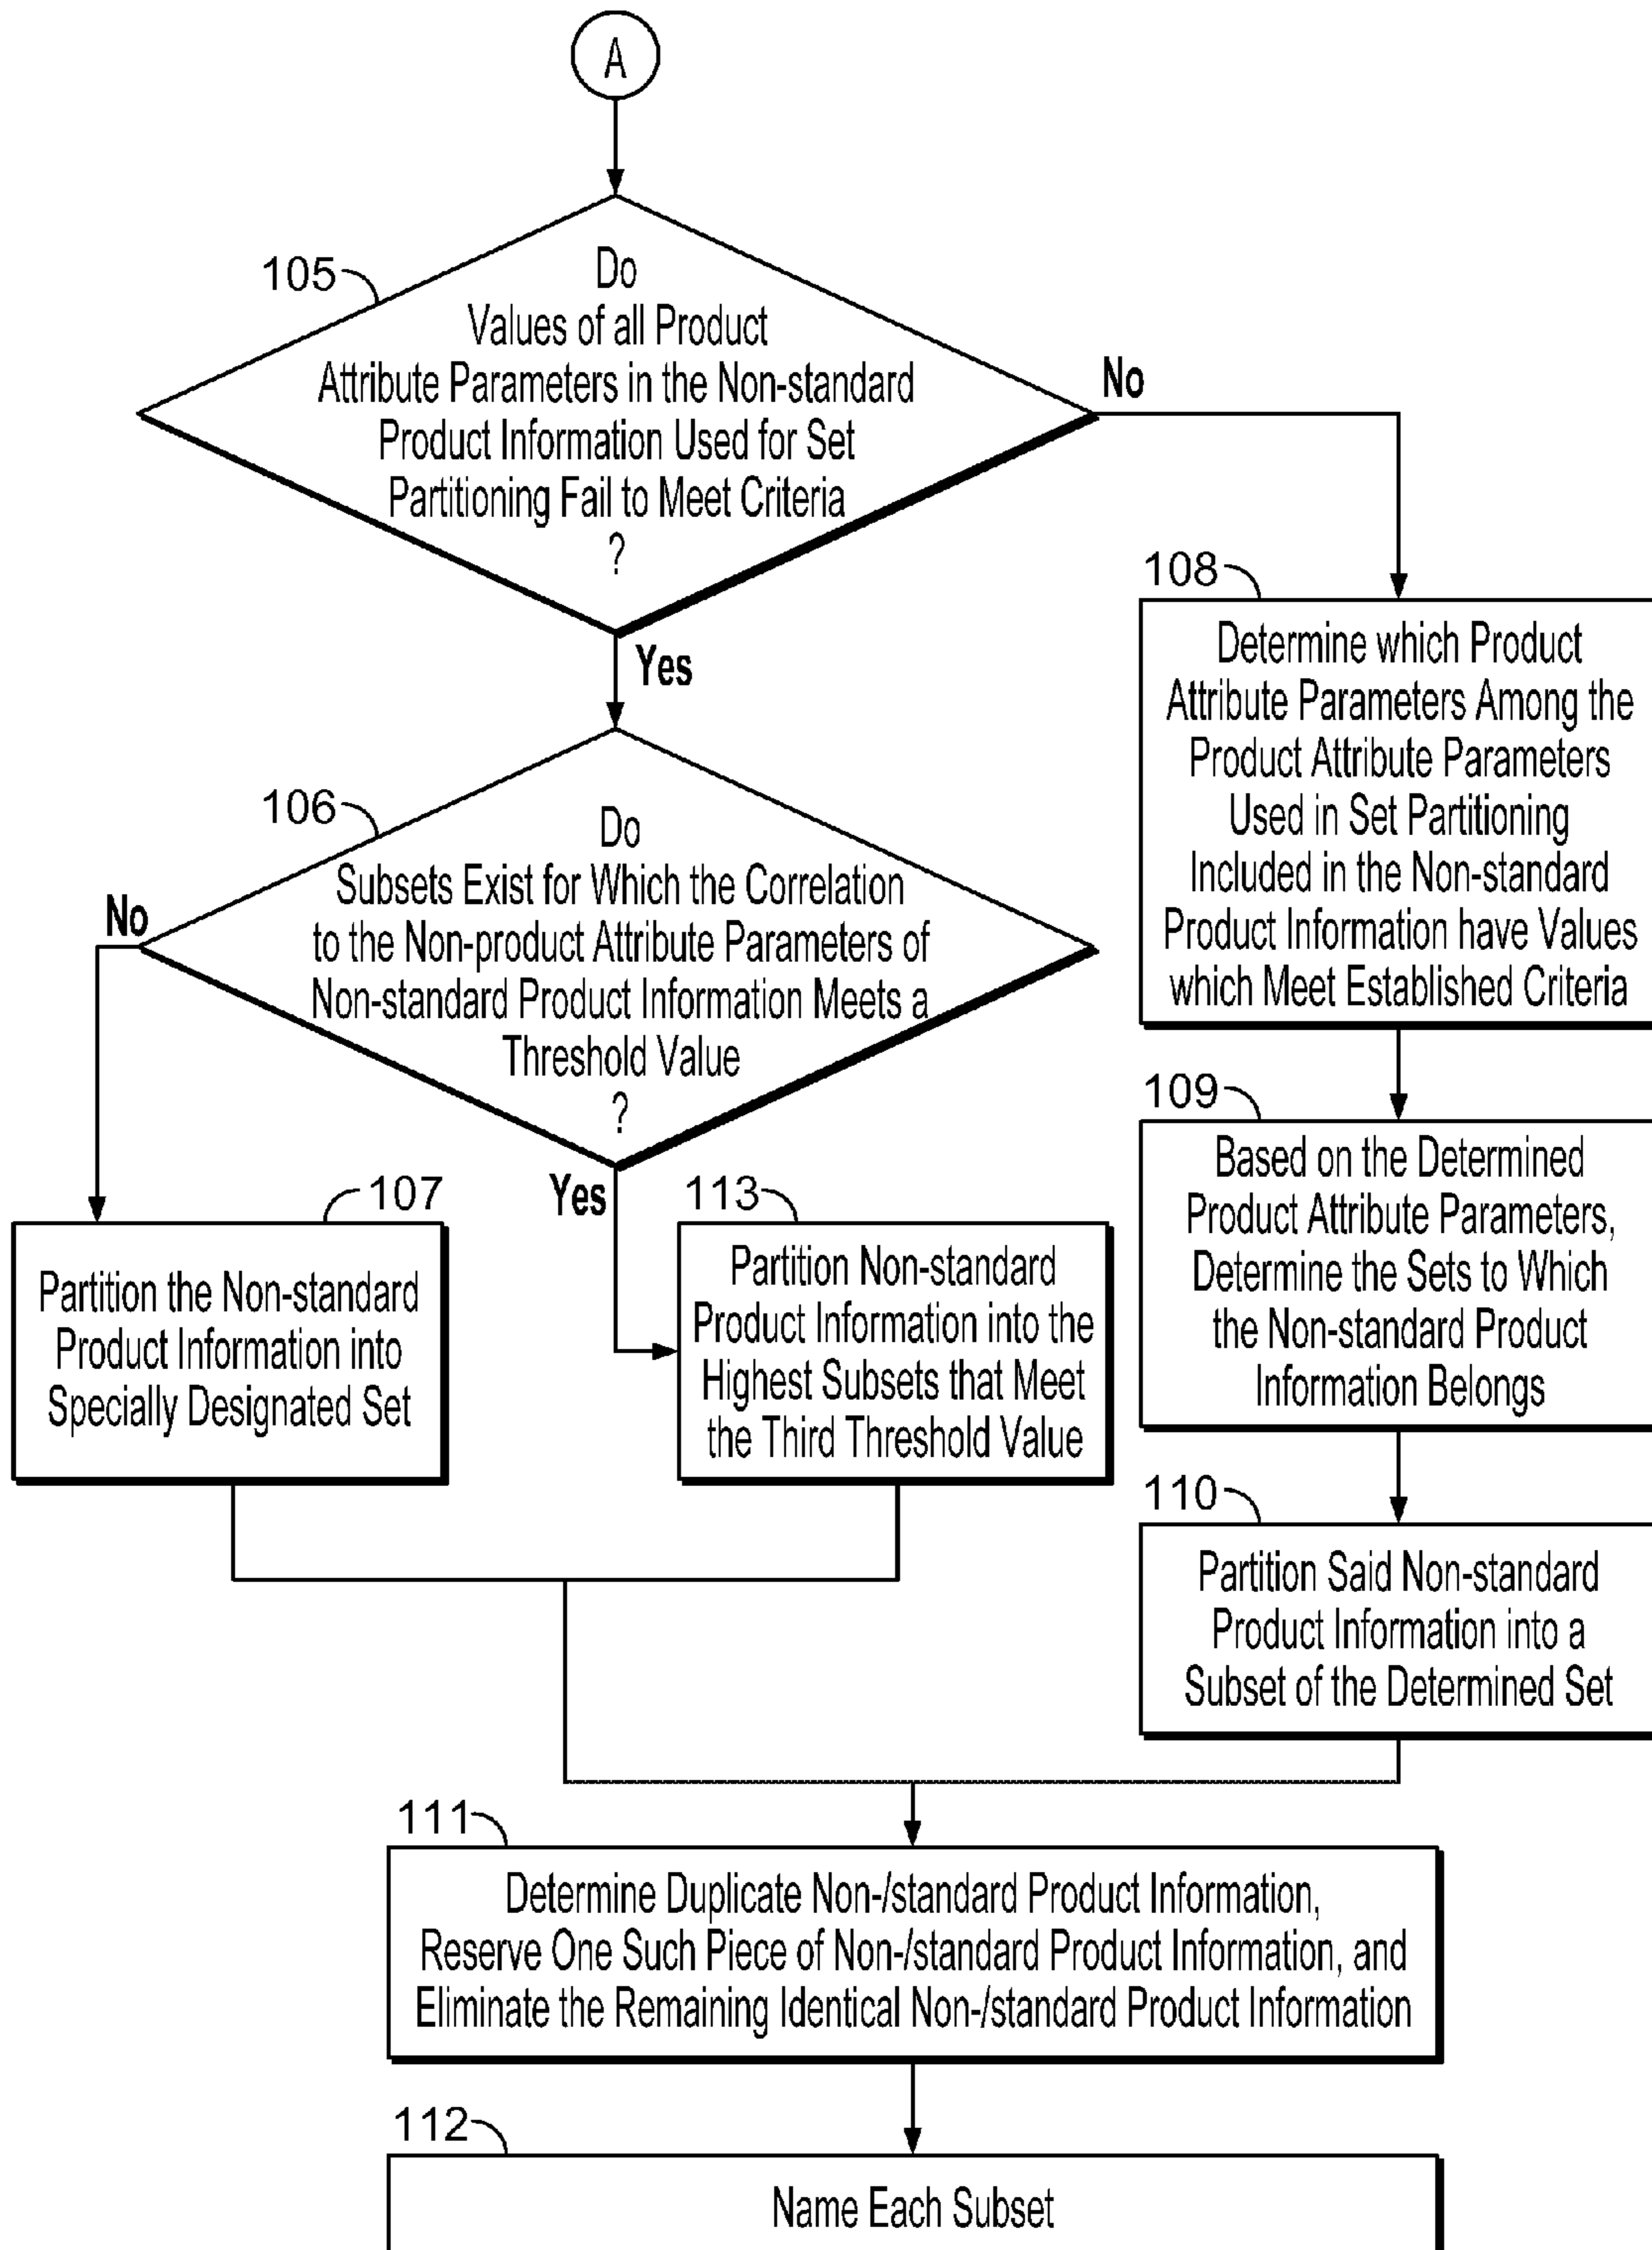 A
105
Do
Values of all Product
Attribute Parameters in the Non-standard
Product Information Used for Set
Partitioning Fail to Meet Criteria
?
No
Yes
108
Determine which Product
Attribute Parameters Among the
Product Attribute Parameters
Used in Set Partitioning
Included in the Non-standard
Product Information have Values
which Meet Established Criteria
106
Do
Subsets Exist for Which the Correlation
to the Non-product Attribute Parameters of
Non-standard Product Information Meets a
Threshold Value
?
No
Yes
109
Based on the Determined
Product Attribute Parameters,
Determine the Sets to Which
the Non-standard Product
Information Belongs
107
Partition the Non-standard
Product Information into
Specially Designated Set
113
Partition Non-standard
Product Information into the
Highest Subsets that Meet
the Third Threshold Value
110
Partition Said Non-standard
Product Information into a
Subset of the Determined Set
111
Determine Duplicate Non-/standard Product Information,
Reserve One Such Piece of Non-/standard Product Information, and
Eliminate the Remaining Identical Non-/standard Product Information
112
Name Each Subset